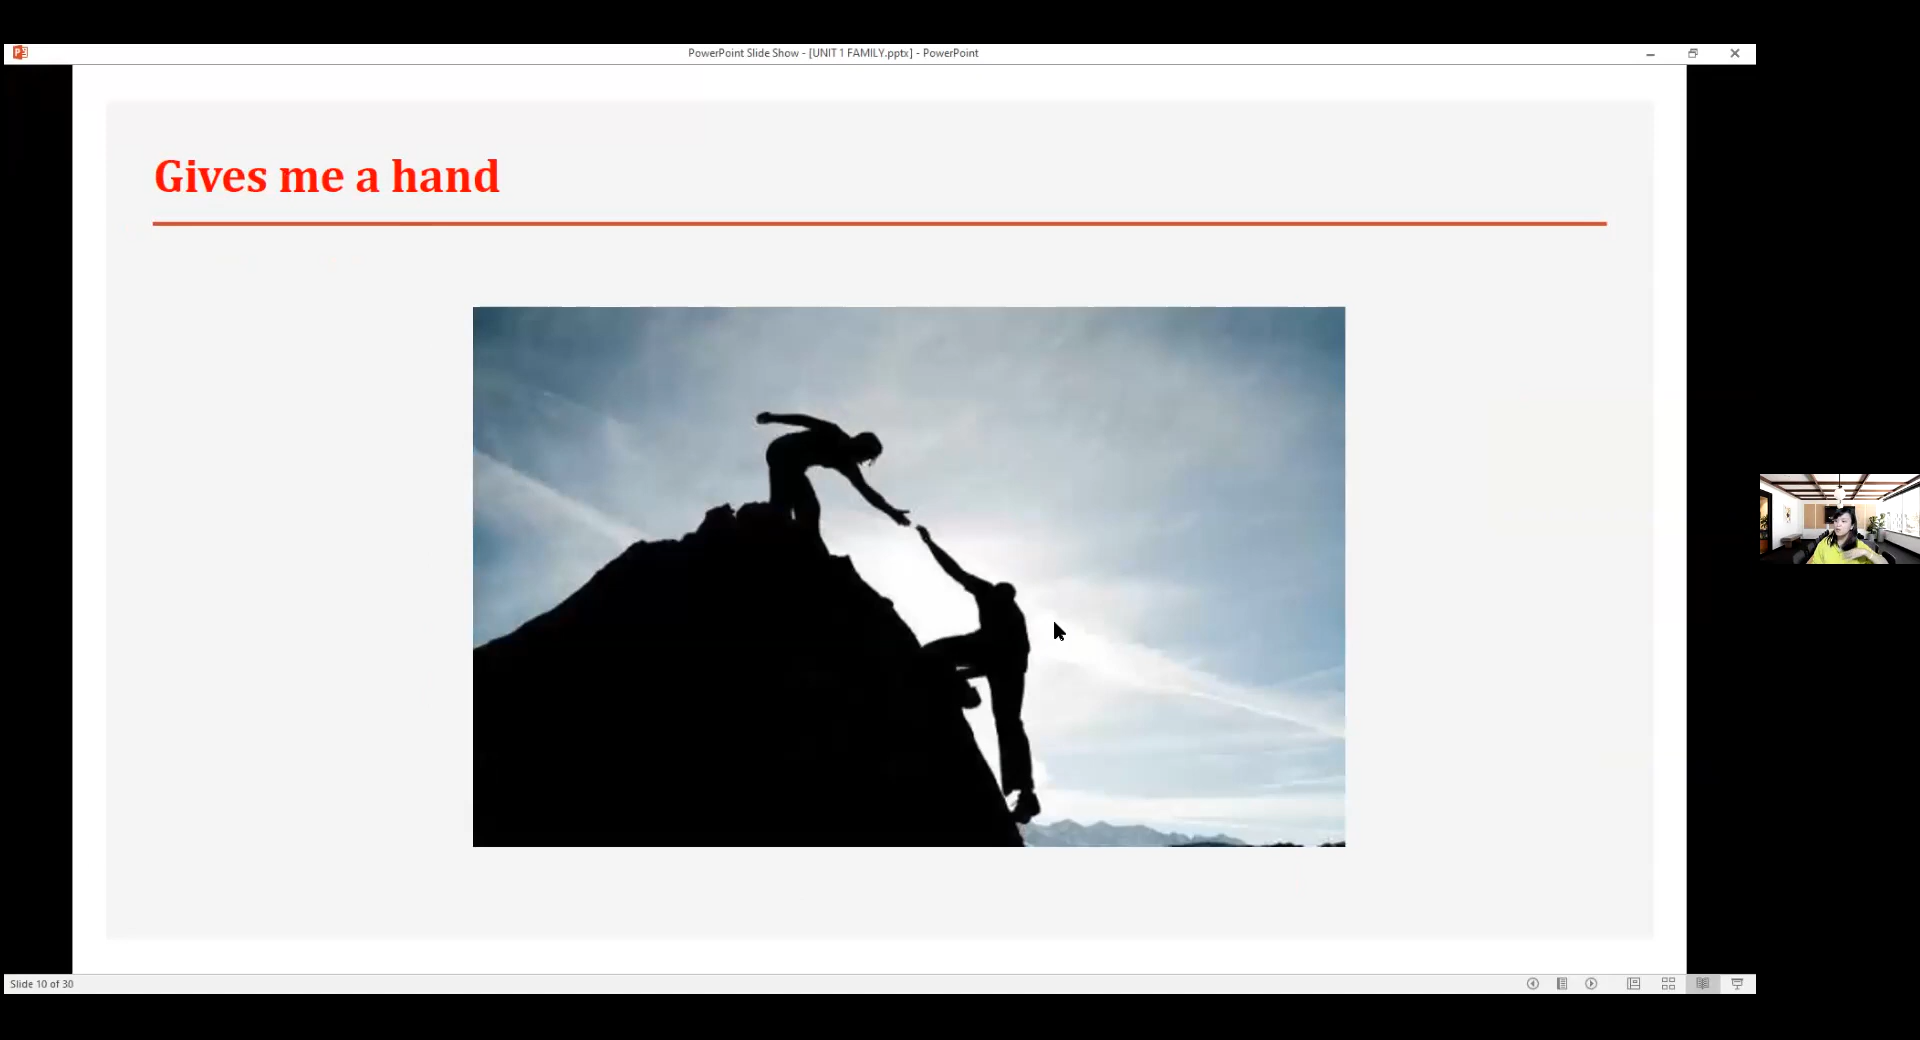 PowerPoint Slide Show - [UNIT 1 FAMILY.pptx] - PowerPoint
Gives me a hand
Slide 10 of 30